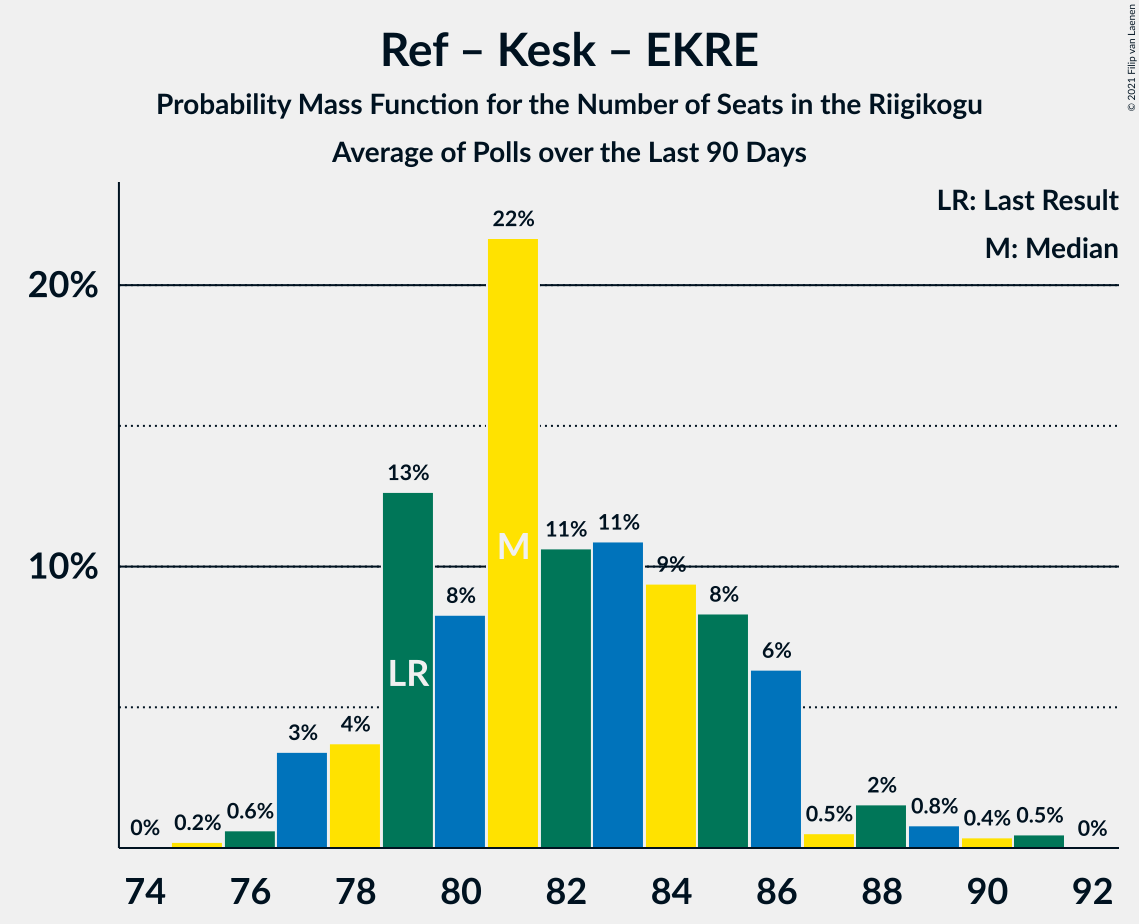 Ref – Kesk – EKRE
Probability Mass Function for the Number of Seats in the Riigikogu
Average of Polls over the Last 90 Days
© 2021 Filip van Laenen
LR: Last Result
M: Median
22%
20%
13%
11%
11%
M
10%
9%
8%
8%
6%
LR
4%
3%
2%
0.8%
0.6%
0.5%
0.5%
0.4%
0.2%
0%
0%
74 76 78 80 82 84 86 88 90 92